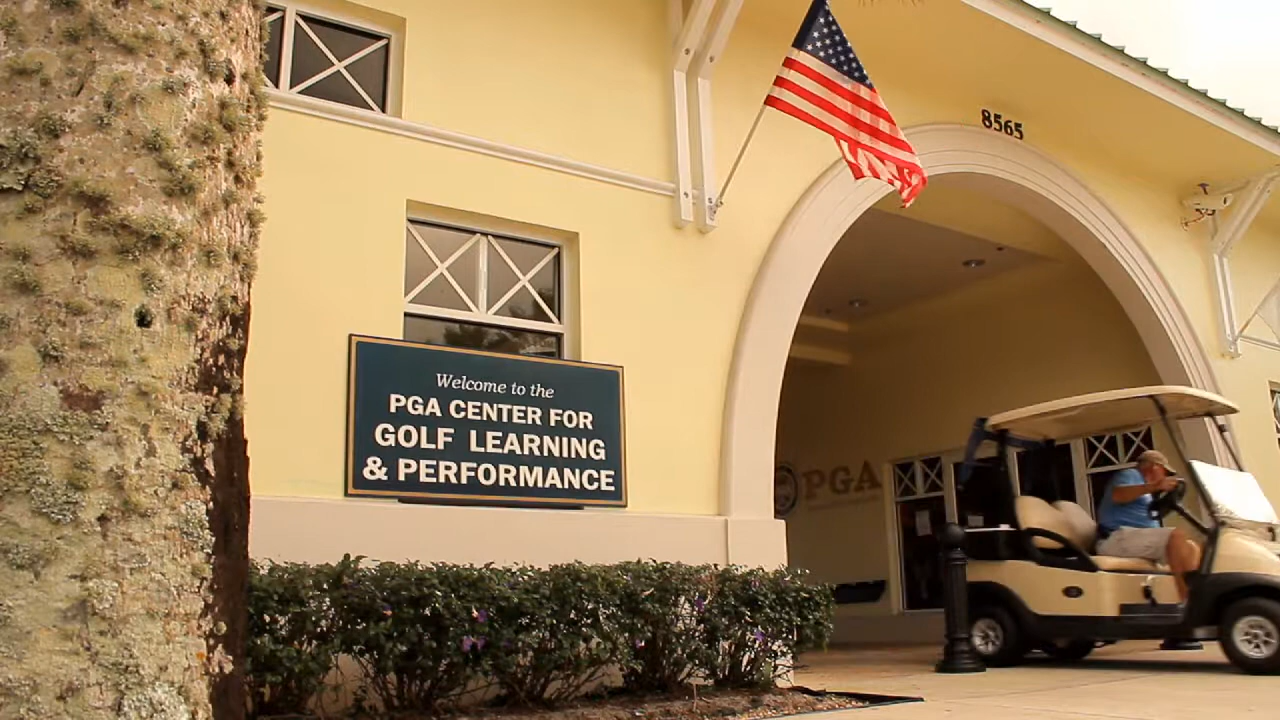 8565
Welcome to the
PGA CENTER FOR
GOLF LEARNING
& PERFORMANCE
PGA